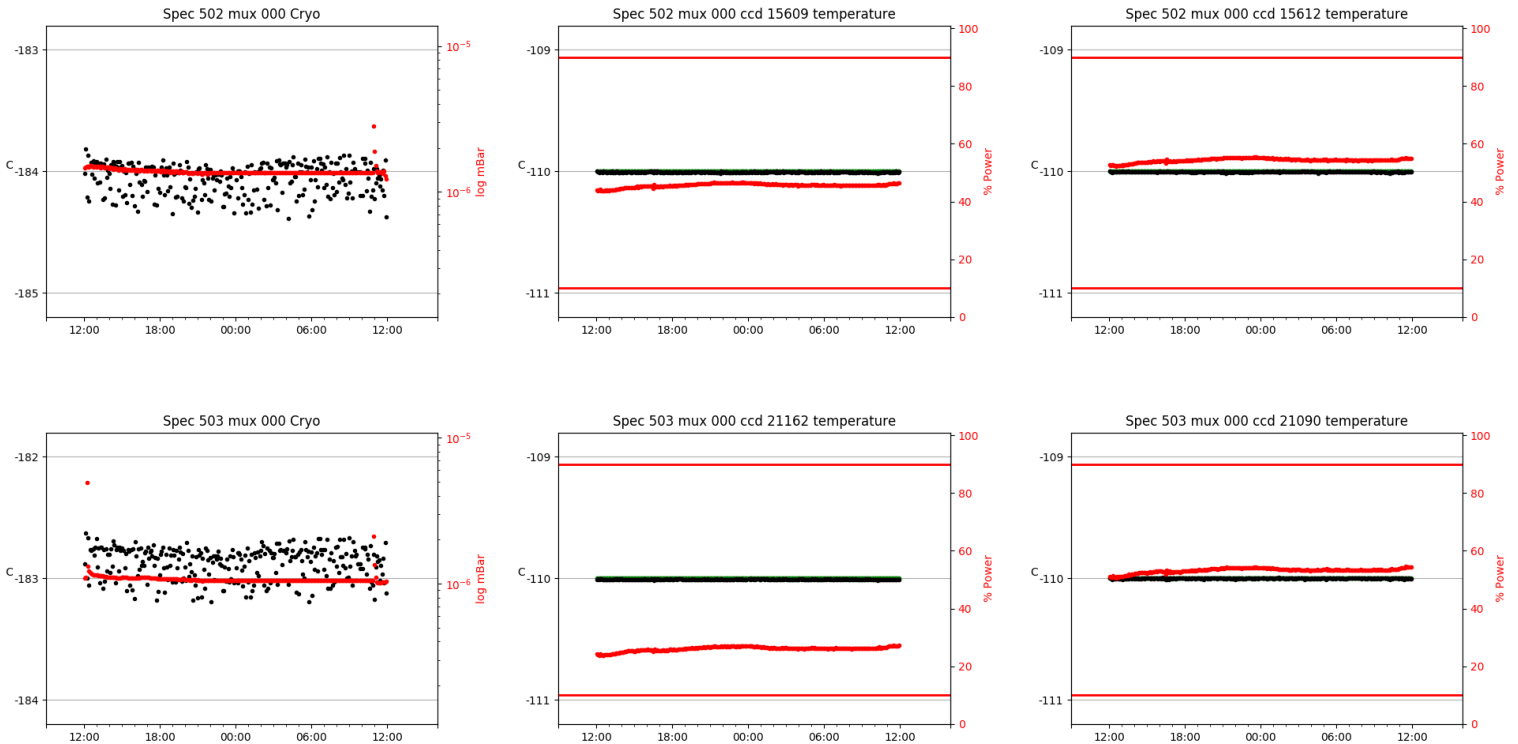 Spec 502 mux 000 Cryo
-183
-184
-185
C
10⁻⁵
10⁻⁶
log mBar
12:00 18:00 00:00 06:00 12:00
Spec 502 mux 000 ccd 15609 temperature
-109
-110
-111
C
100
80
60
40
20
0
% Power
12:00 18:00 00:00 06:00 12:00
Spec 502 mux 000 ccd 15612 temperature
-109
-110
-111
C
100
80
60
40
20
0
% Power
12:00 18:00 00:00 06:00 12:00
Spec 503 mux 000 Cryo
-182
-183
-184
C
10⁻⁵
10⁻⁶
log mBar
12:00 18:00 00:00 06:00 12:00
Spec 503 mux 000 ccd 21162 temperature
-109
-110
-111
C
100
80
60
40
20
0
% Power
12:00 18:00 00:00 06:00 12:00
Spec 503 mux 000 ccd 21090 temperature
-109
-110
-111
C
100
80
60
40
20
0
% Power
12:00 18:00 00:00 06:00 12:00